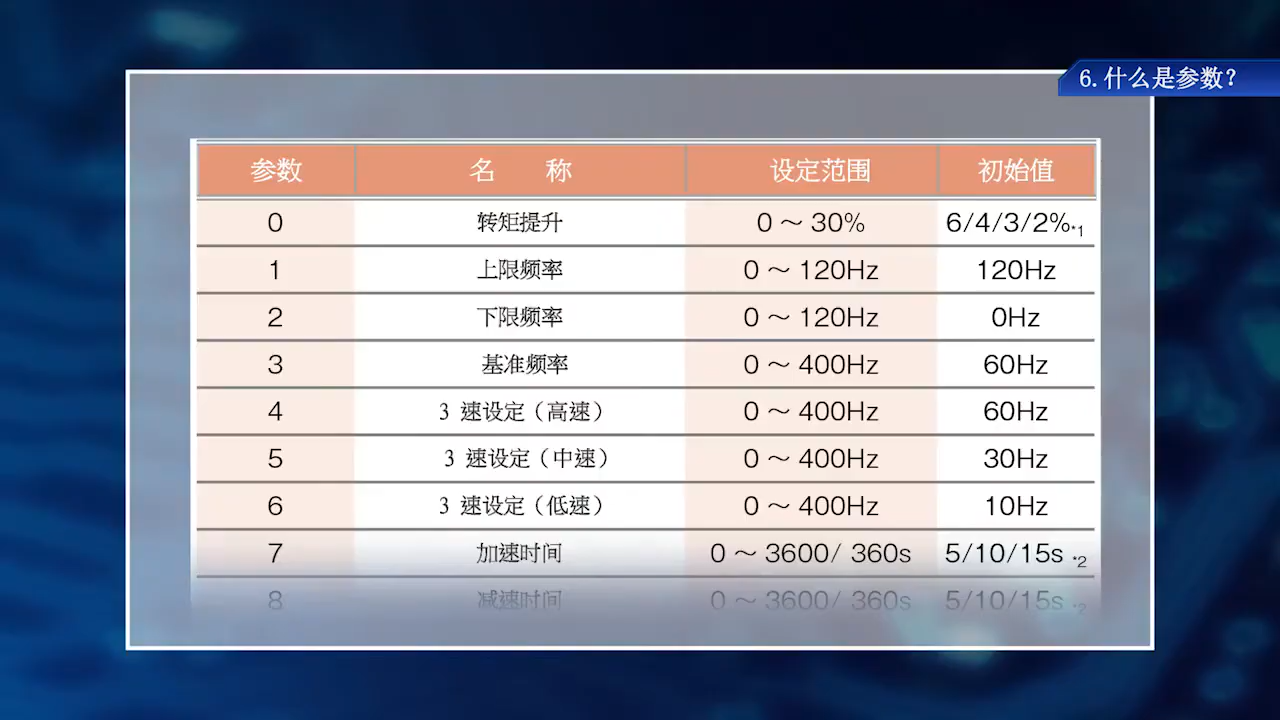 6.什么是参数?
参数 名 称 设定范围 初始值
0 转矩提升 0 ～ 30% 6/4/3/2%*1
1 上限频率 0 ～ 120Hz 120Hz
2 下限频率 0 ～ 120Hz 0Hz
3 基准频率 0 ～ 400Hz 60Hz
4 3 速设定（高速） 0 ～ 400Hz 60Hz
5 3 速设定（中速） 0 ～ 400Hz 30Hz
6 3 速设定（低速） 0 ～ 400Hz 10Hz
7 加速时间 0 ～ 3600/ 360s 5/10/15s *2
8 减速时间 0 ～ 3600/ 360s 5/10/15s *2